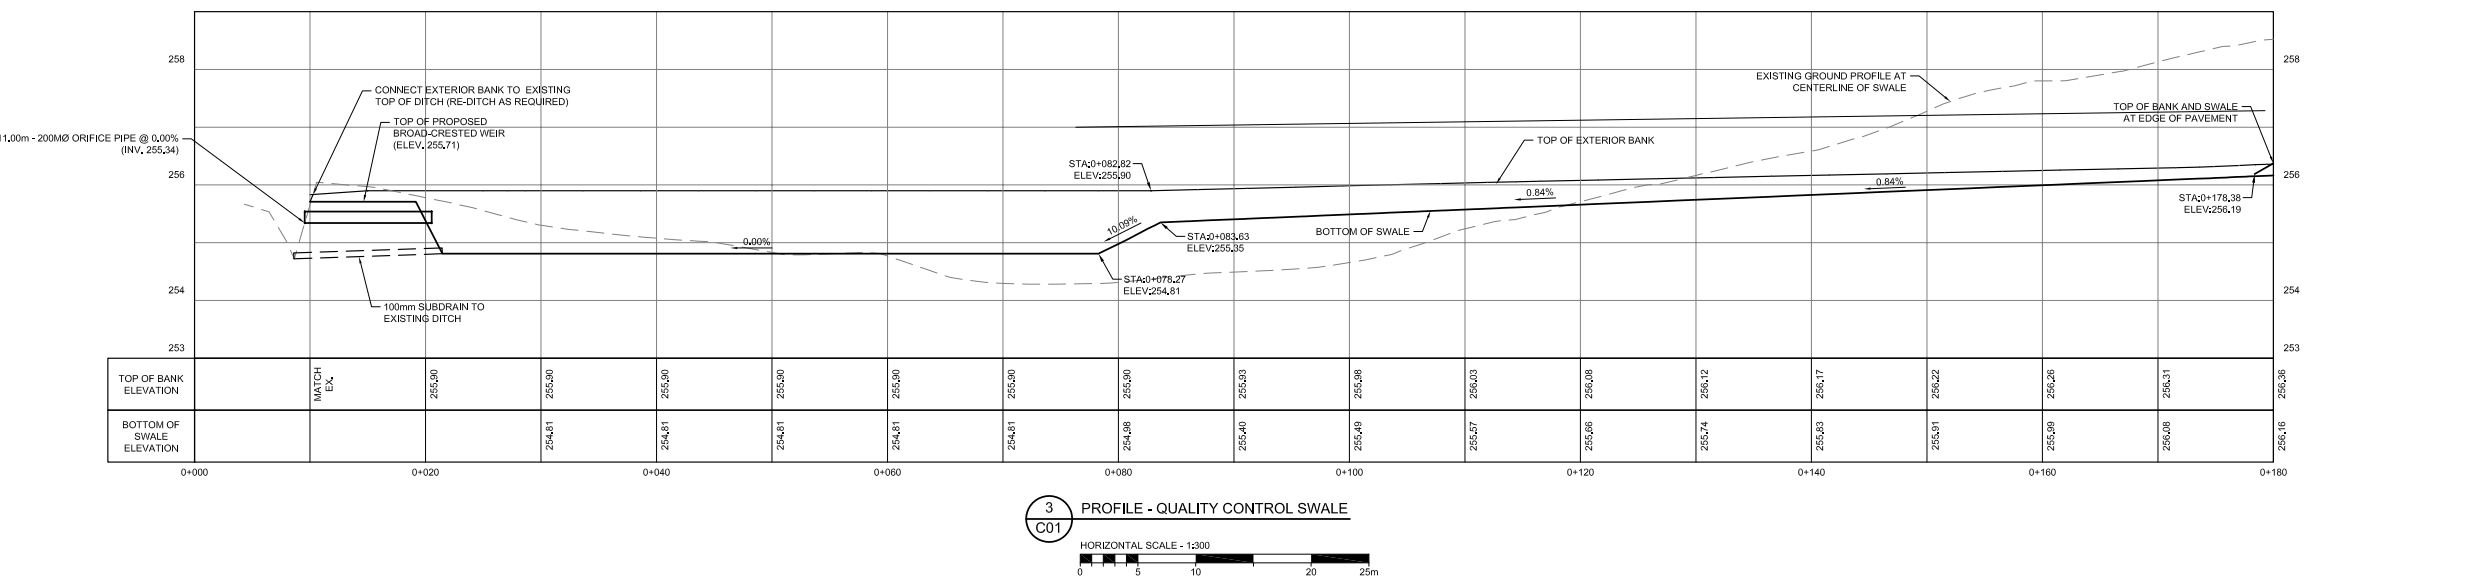 258
258
CONNECT EXTERIOR BANK TO EXISTING
TOP OF DITCH (RE-DITCH AS REQUIRED)
EXISTING GROUND PROFILE AT
CENTERLINE OF SWALE
TOP OF PROPOSED
BROAD-CRESTED WEIR
(ELEV. 255.71)
TOP OF BANK AND SWALE
AT EDGE OF PAVEMENT
11.00m - 200MØ ORIFICE PIPE @ 0.00%
(INV. 255.34)
TOP OF EXTERIOR BANK
STA:0+082.82
ELEV:255.90
256
256
0.84%
0.84%
STA:0+178.38
ELEV:256.19
10.09%
BOTTOM OF SWALE
0.00%
STA:0+083.63
ELEV:255.35
STA:0+078.27
ELEV:254.81
254
254
100mm SUBDRAIN TO
EXISTING DITCH
253
253
TOP OF BANK
ELEVATION
MATCH
EX.
255.90
255.90
255.90
255.90
255.90
255.90
255.90
255.93
255.98
256.03
256.08
256.12
256.17
256.22
256.26
256.31
256.36
BOTTOM OF
SWALE
ELEVATION
254.81
254.81
254.81
254.81
254.81
254.98
255.40
255.49
255.57
255.66
255.74
255.83
255.91
255.99
256.08
256.16
0+000
0+020
0+040
0+060
0+080
0+100
0+120
0+140
0+160
0+180
3
C01
PROFILE - QUALITY CONTROL SWALE
HORIZONTAL SCALE - 1:300
0
5
10
20
25m